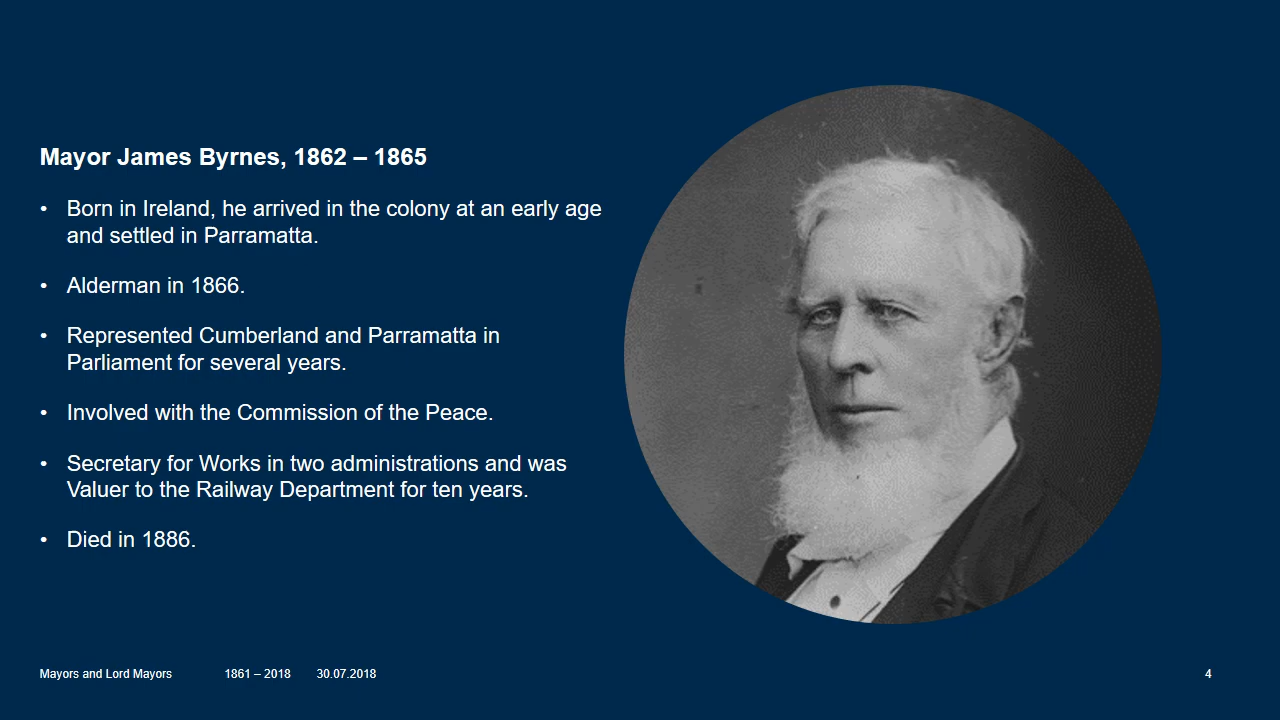 Mayor James Byrnes, 1862 – 1865
• Born in Ireland, he arrived in the colony at an early age
and settled in Parramatta.
• Alderman in 1866.
• Represented Cumberland and Parramatta in
Parliament for several years.
• Involved with the Commission of the Peace.
• Secretary for Works in two administrations and was
Valuer to the Railway Department for ten years.
• Died in 1886.
Mayors and Lord Mayors 1861 – 2018 30.07.2018 4